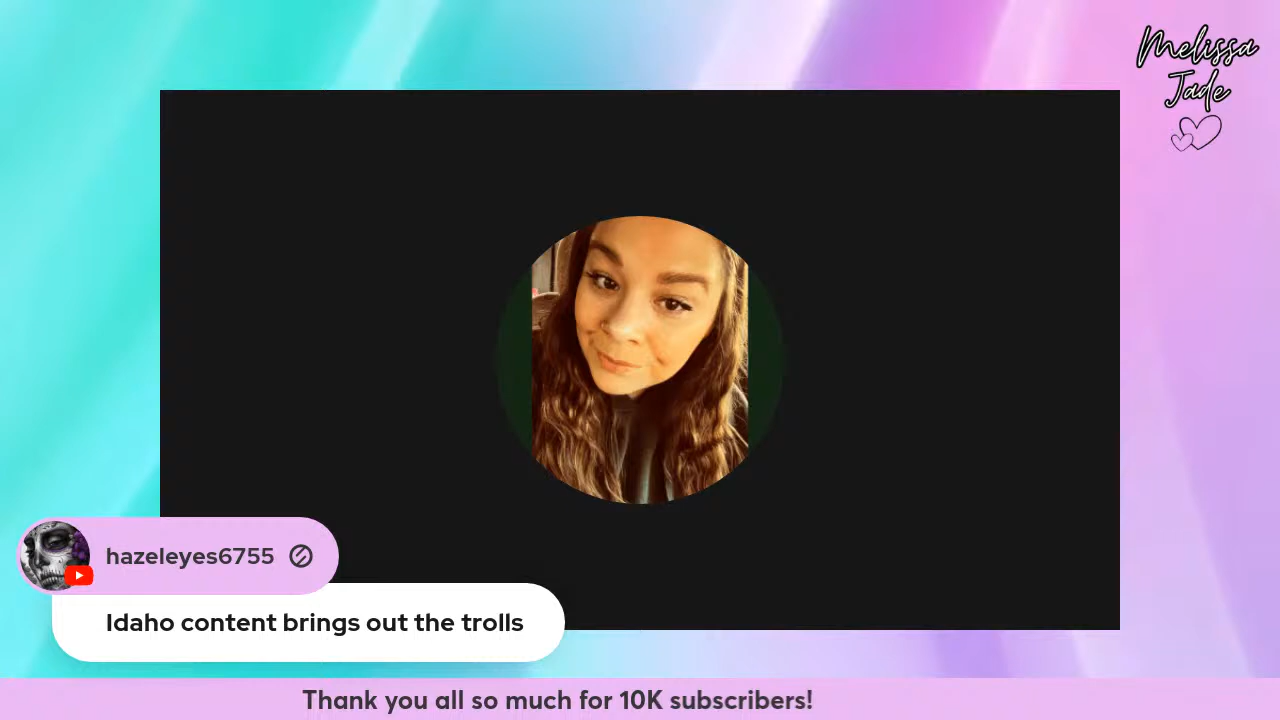 Melissa
Jade
hazeleyes6755
Idaho content brings out the trolls
Thank you all so much for 10K subscribers!